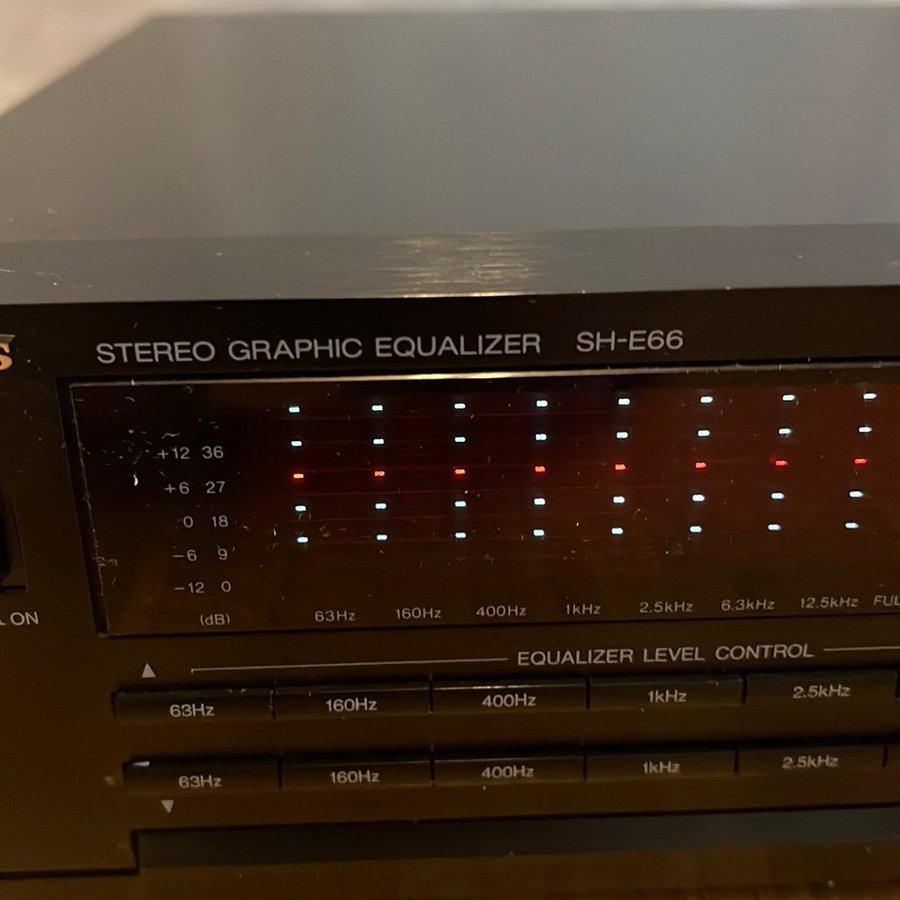 S
STEREO GRAPHIC EQUALIZER SH-E66
+12 36
+6 27
0 18
-6 9
-12 0
(dB) 63Hz 160Hz 400Hz 1kHz 2.5kHz 6.3kHz 12.5kHz FUL
L ON
▲ EQUALIZER LEVEL CONTROL
63Hz 160Hz 400Hz 1kHz 2.5kHz
63Hz 160Hz 400Hz 1kHz 2.5kHz
▼